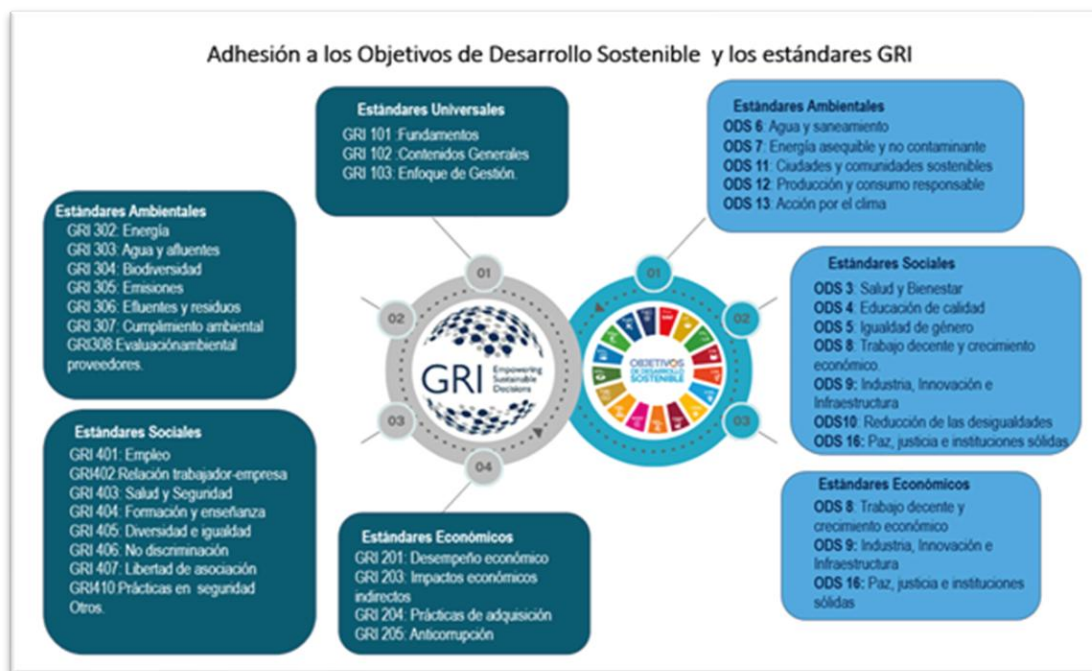 Adhesión a los Objetivos de Desarrollo Sostenible y los estándares GRI
Estándares Universales
GRI 101 :Fundamentos
GRI 102 :Contenidos Generales
GRI 103: Enfoque de Gestión.
Estándares Ambientales
ODS 6: Agua y saneamiento
ODS 7: Energía asequible y no contaminante
ODS 11: Ciudades y comunidades sostenibles
ODS 12: Producción y consumo responsable
ODS 13: Acción por el clima
Estándares Ambientales
GRI 302: Energía
GRI 303: Agua y afluentes
GRI 304: Biodiversidad
GRI 305: Emisiones
GRI 306: Efluentes y residuos
GRI 307: Cumplimiento ambiental
GRI308:Evaluaciónambiental
proveedores.
01
02
03
04
GRI
Empowering
Sustainable
Decisions
01
02
03
OBJETIVOS
DE DESARROLLO
SOSTENIBLE
Estándares Sociales
ODS 3: Salud y Bienestar
ODS 4: Educación de calidad
ODS 5: Igualdad de género
ODS 8: Trabajo decente y crecimiento
económico.
ODS 9: Industria, Innovación e
Infraestructura
ODS10: Reducción de las desigualdades
ODS 16: Paz, justicia e instituciones sólidas
Estándares Sociales
GRI 401: Empleo
GRI402:Relación trabajador-empresa
GRI 403: Salud y Seguridad
GRI 404: Formación y enseñanza
GRI 405: Diversidad e igualdad
GRI 406: No discriminación
GRI 407: Libertad de asociación
GRI410:Prácticas en seguridad
Otros.
Estándares Económicos
GRI 201: Desempeño económico
GRI 203: Impactos económicos
indirectos
GRI 204: Prácticas de adquisición
GRI 205: Anticorrupción
Estándares Económicos
ODS 8: Trabajo decente y
crecimiento económico
ODS 9: Industria, Innovación e
Infraestructura
ODS 16: Paz, justicia e instituciones
sólidas